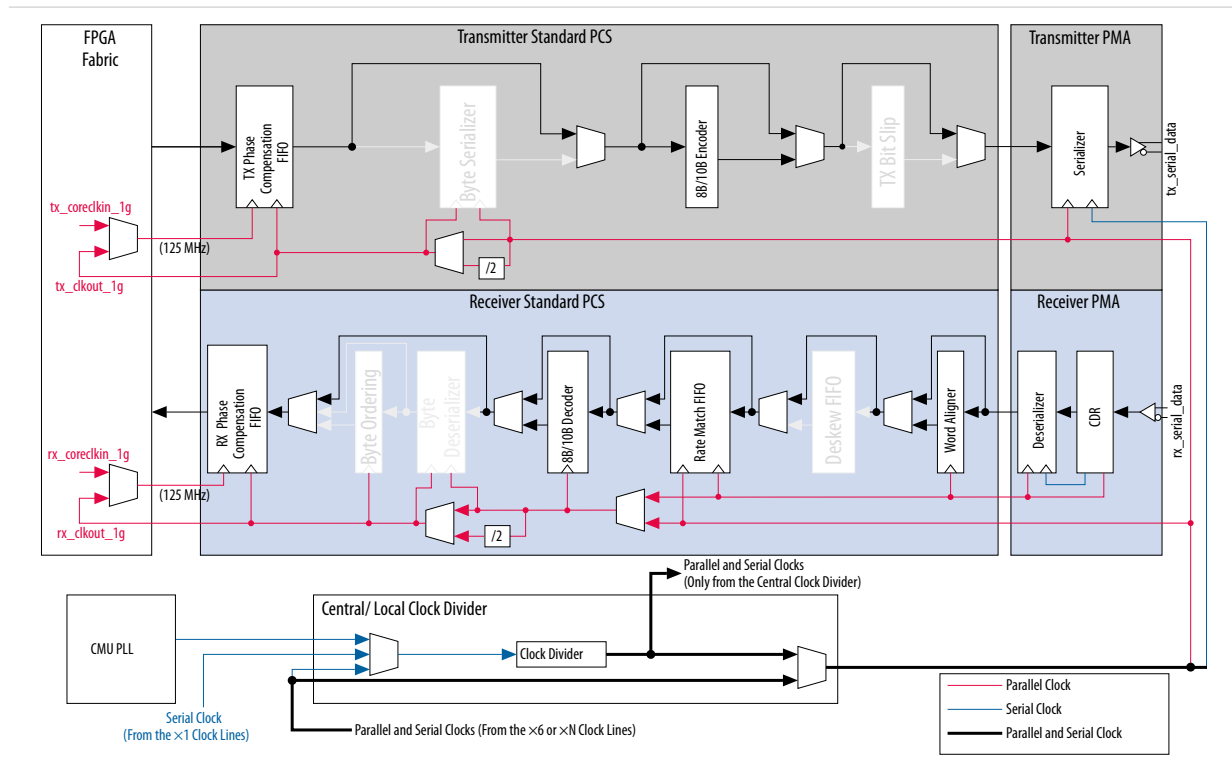 FPGA
Fabric
Transmitter Standard PCS
Transmitter PMA
TX Phase
Compensation
FIFO
Byte Serializer
8B/10B Encoder
TX Bit Slip
Serializer
tx_serial_data
tx_coreclkin_1g
(125 MHz)
/2
tx_clkout_1g
Receiver Standard PCS
Receiver PMA
RX Phase
Compensation
FIFO
Byte Ordering
Byte
Deserializer
8B/10B Decoder
Rate Match FIFO
Deskew FIFO
Word Aligner
Deserializer
CDR
rx_serial_data
rx_coreclkin_1g
(125 MHz)
rx_clkout_1g
/2
Parallel and Serial Clocks
(Only from the Central Clock Divider)
Central/ Local Clock Divider
CMU PLL
Clock Divider
Serial Clock
(From the ×1 Clock Lines)
Parallel and Serial Clocks (From the ×6 or ×N Clock Lines)
Parallel Clock
Serial Clock
Parallel and Serial Clock